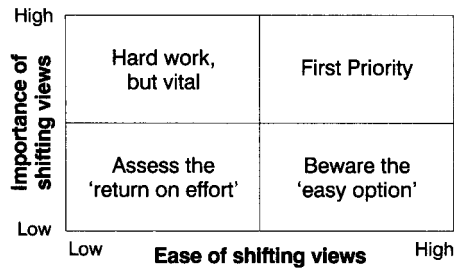 High
Hard work,
but vital
First Priority
Importance of
shifting views
Assess the
'return on effort'
Beware the
'easy option'
Low
Low
Ease of shifting views
High